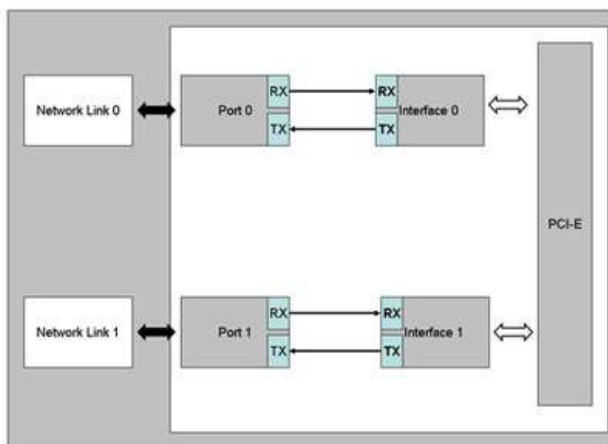 Network Link 0
Port 0
RX
TX
RX
TX
Interface 0
PCI-E
Network Link 1
Port 1
RX
TX
RX
TX
Interface 1